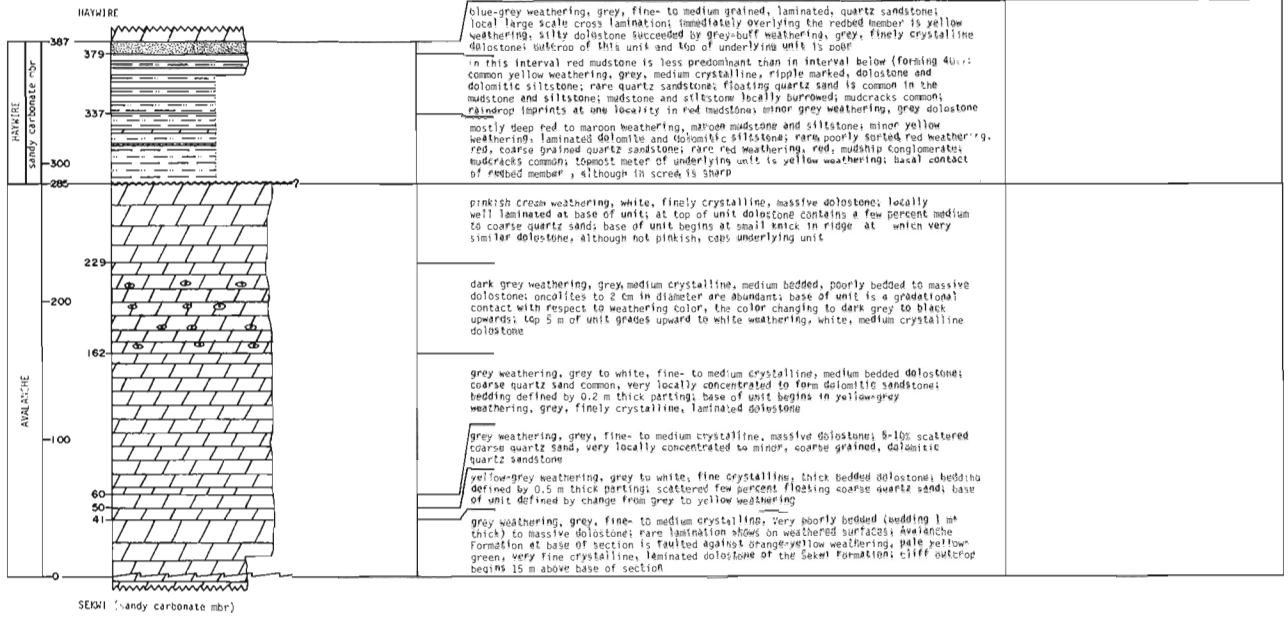 HAYWIRE
387
379
337
300
285
229
200
162
100
60
50
41
0
HAYWIRE
sandy carbonate mbr
AVALANCHE
SEKWI (sandy carbonate mbr)
blue-grey weathering, grey, fine- to medium grained, laminated, quartz sandstone;
local large scale cross lamination; immediately overlying the redbed member is yellow
weathering, silty dolostone succeeded by grey-buff weathering, grey, finely crystalline
dolostone; outcrop of this unit and top of underlying unit is poor
in this interval red mudstone is less predominant than in interval below (forming
common yellow weathering, grey, medium crystalline, ripple marked, dolostone and
dolomitic siltstone; rare quartz sandstone; floating quartz sand is common in the
mudstone and siltstone; mudstone and siltstone locally burrowed; mudcracks common;
raindrop imprints at one locality in red mudstone; minor grey weathering, grey dolostone
mostly deep red to maroon weathering, maroon mudstone and siltstone; minor yellow
weathering, laminated dolomite and dolomitic siltstone; rare poorly sorted red weathering,
red, coarse grained quartz sandstone; rare red weathering, red, mudship conglomerate;
mudcracks common; topmost meter of underlying unit is yellow weathering; basal contact
of redbed member , although in scree, is sharp
pinkish cream weathering, white, finely crystalline, massive dolostone; locally
well laminated at base of unit; at top of unit dolostone contains a few percent medium
to coarse quartz sand; base of unit begins at small knick in ridge at which very
similar dolostone, although not pinkish, caps underlying unit
dark grey weathering, grey, medium crystalline, medium bedded, poorly bedded to massive
dolostone; oncolites to 2 cm in diameter are abundant; base of unit is a gradational
contact with respect to weathering color, the color changing to dark grey to black
upwards; top 5 m of unit grades upward to white weathering, white, medium crystalline
dolostone
grey weathering, grey to white, fine- to medium crystalline, medium bedded dolostone;
coarse quartz sand common, very locally concentrated to form dolomitic sandstone;
bedding defined by 0.2 m thick parting; base of unit begins in yellow-grey
weathering, grey, finely crystalline, laminated dolostone
grey weathering, grey, fine- to medium crystalline, massive dolostone; 5-10% scattered
coarse quartz sand, very locally concentrated to minor, coarse grained, dolomitic
quartz sandstone
yellow-grey weathering, grey to white, fine crystalline, thick bedded dolostone; bedding
defined by 0.5 m thick parting; scattered few percent floating coarse quartz sand; base
of unit defined by change from grey to yellow weathering
grey weathering, grey, fine- to medium crystalline, very poorly bedded (bedding 1 m+
thick) to massive dolostone; rare lamination shows on weathered surfaces; Avalanche
Formation at base of section is faulted against orange-yellow weathering, pale yellow-
green, very fine crystalline, laminated dolostone of the Sekwi Formation; cliff outcrop
begins 15 m above base of section